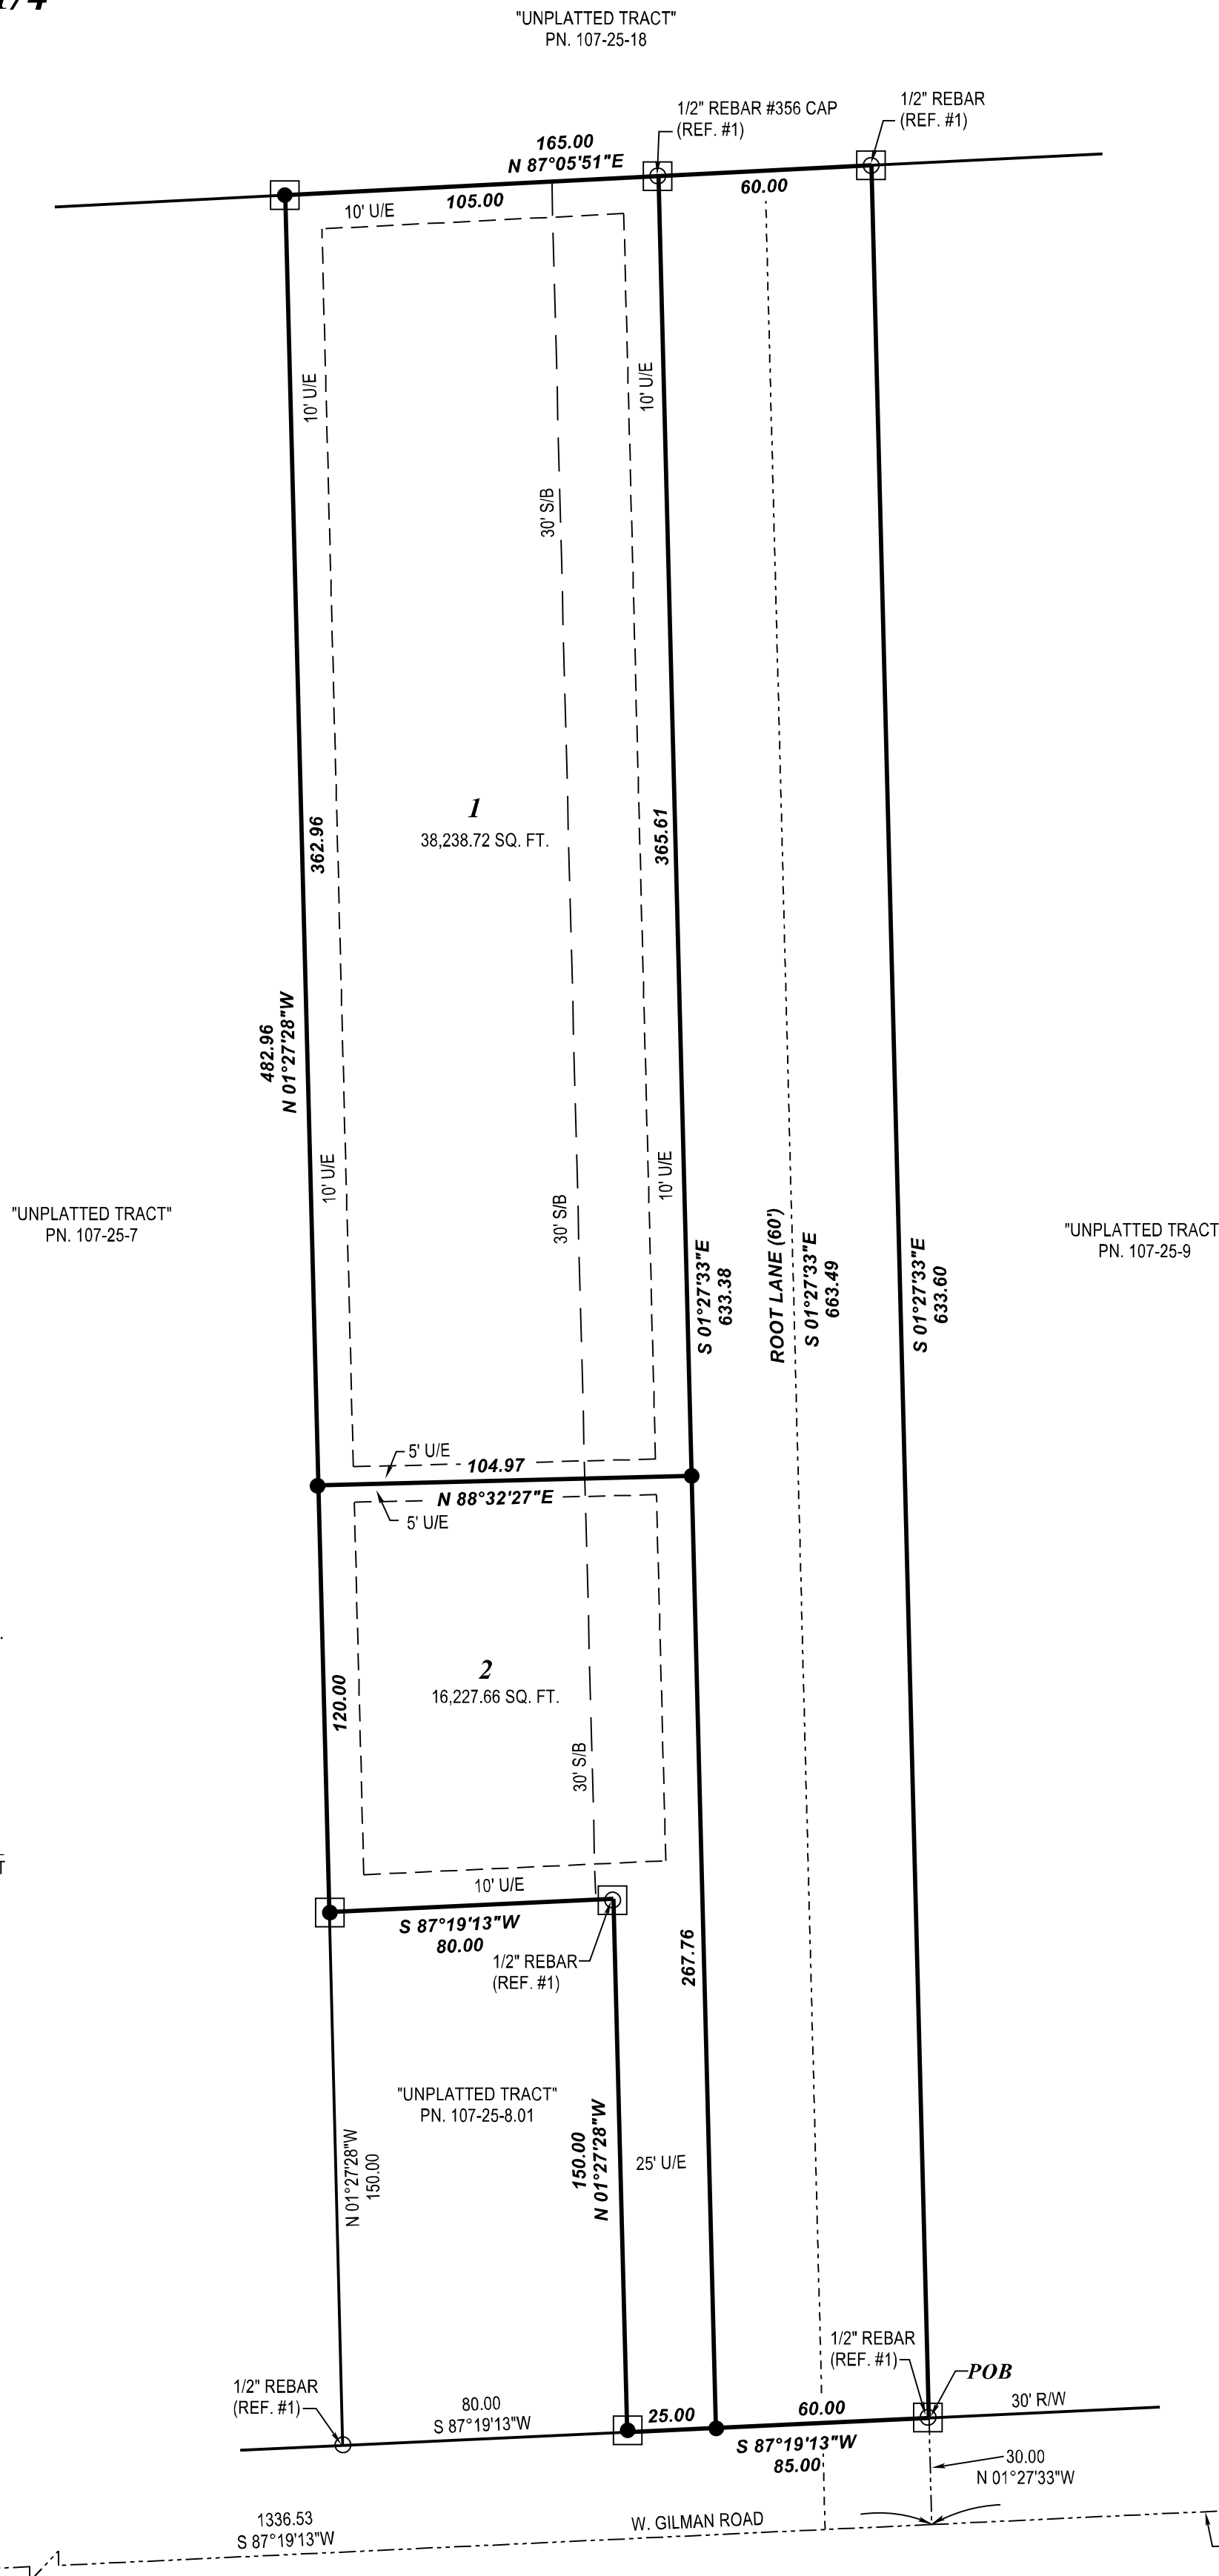 1/4
"UNPLATTED TRACT"
PN. 107-25-18
1/2" REBAR #356 CAP
(REF. #1)
1/2" REBAR
(REF. #1)
165.00
N 87°05'51"E
105.00
60.00
10' U/E
10' U/E
10' U/E
30' S/B
1
38,238.72 SQ. FT.
362.96
365.61
482.96
N 01°27'28"W
10' U/E
10' U/E
30' S/B
"UNPLATTED TRACT"
PN. 107-25-7
"UNPLATTED TRACT
PN. 107-25-9
S 01°27'33"E
633.38
ROOT LANE (60')
S 01°27'33"E
663.49
S 01°27'33"E
633.60
5' U/E
104.97
N 88°32'27"E
5' U/E
2
16,227.66 SQ. FT.
120.00
30' S/B
10' U/E
S 87°19'13"W
80.00
1/2" REBAR
(REF. #1)
267.76
"UNPLATTED TRACT"
PN. 107-25-8.01
N 01°27'28"W
150.00
150.00
N 01°27'28"W
25' U/E
1/2" REBAR
(REF. #1)
POB
1/2" REBAR
(REF. #1)
80.00
S 87°19'13"W
25.00
60.00
30' R/W
S 87°19'13"W
85.00
30.00
N 01°27'33"W
1336.53
S 87°19'13"W
W. GILMAN ROAD